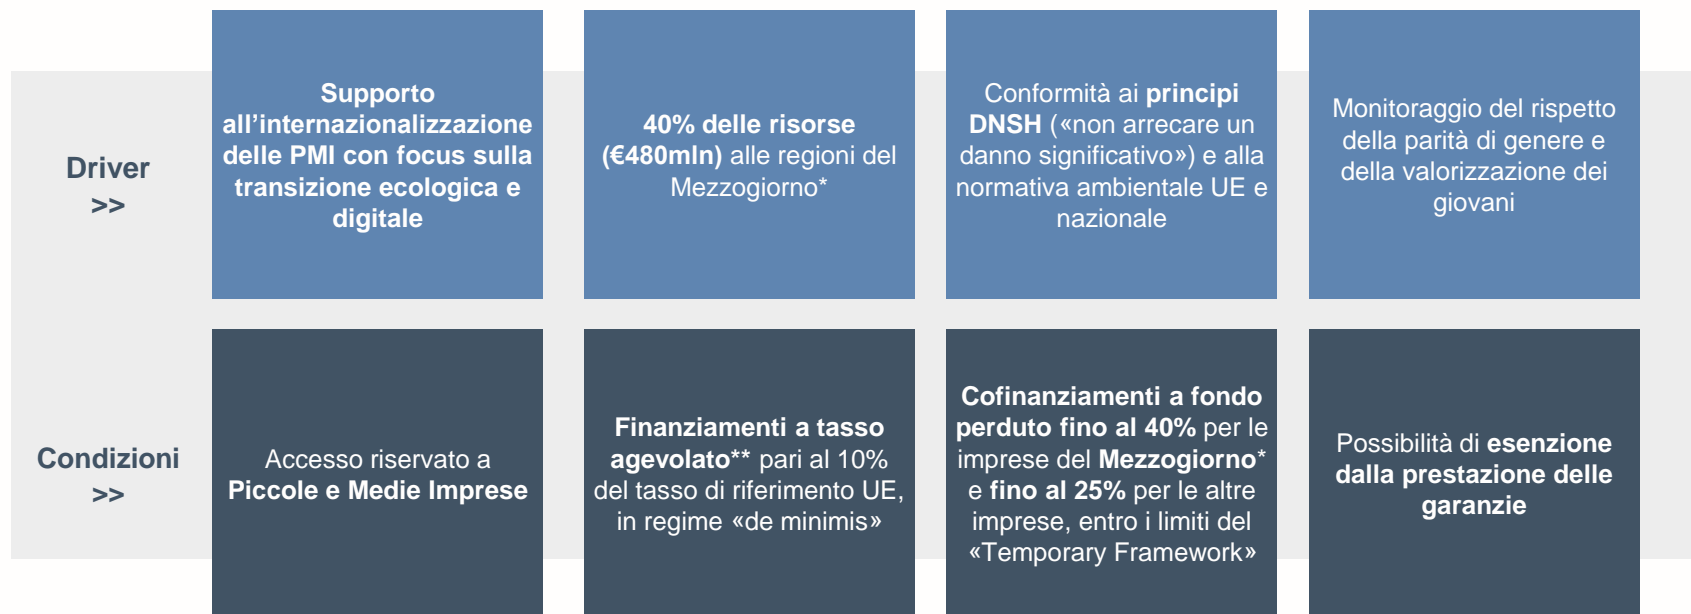 Driver
>>
Supporto
all’internazionalizzazione
delle PMI con focus sulla
transizione ecologica e
digitale
40% delle risorse
(€480mln) alle regioni del
Mezzogiorno*
Conformità ai principi
DNSH («non arrecare un
danno significativo») e alla
normativa ambientale UE e
nazionale
Monitoraggio del rispetto
della parità di genere e
della valorizzazione dei
giovani
Condizioni
>>
Accesso riservato a
Piccole e Medie Imprese
Finanziamenti a tasso
agevolato** pari al 10%
del tasso di riferimento UE,
in regime «de minimis»
Cofinanziamenti a fondo
perduto fino al 40% per le
imprese del Mezzogiorno*
e fino al 25% per le altre
imprese, entro i limiti del
«Temporary Framework»
Possibilità di esenzione
dalla prestazione delle
garanzie